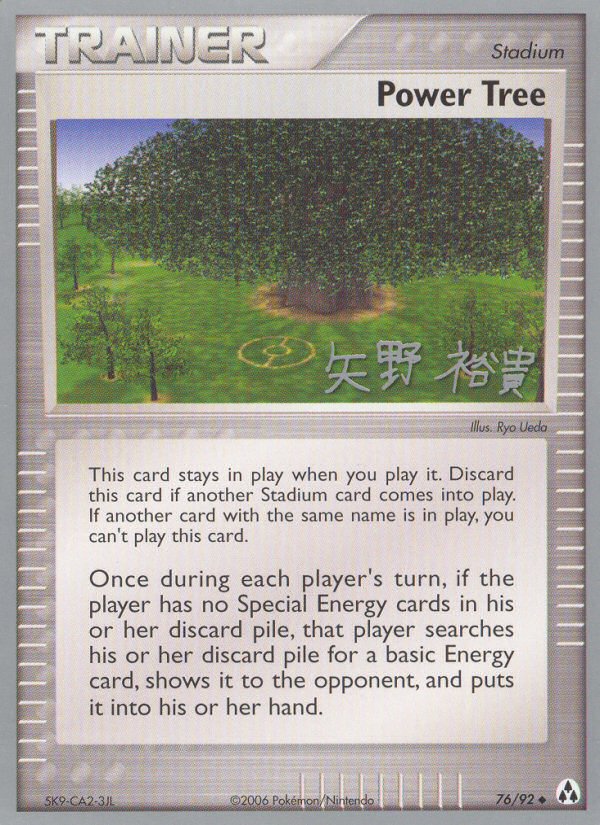 TRAINER
Stadium
Power Tree
矢野 裕貴
Illus. Ryo Ueda
This card stays in play when you play it. Discard
this card if another Stadium card comes into play.
If another card with the same name is in play, you
can't play this card.
Once during each player's turn, if the
player has no Special Energy cards in his
or her discard pile, that player searches
his or her discard pile for a basic Energy
card, shows it to the opponent, and puts
it into his or her hand.
5K9-CA2-3JL
©2006 Pokémon/Nintendo
76/92 ◆